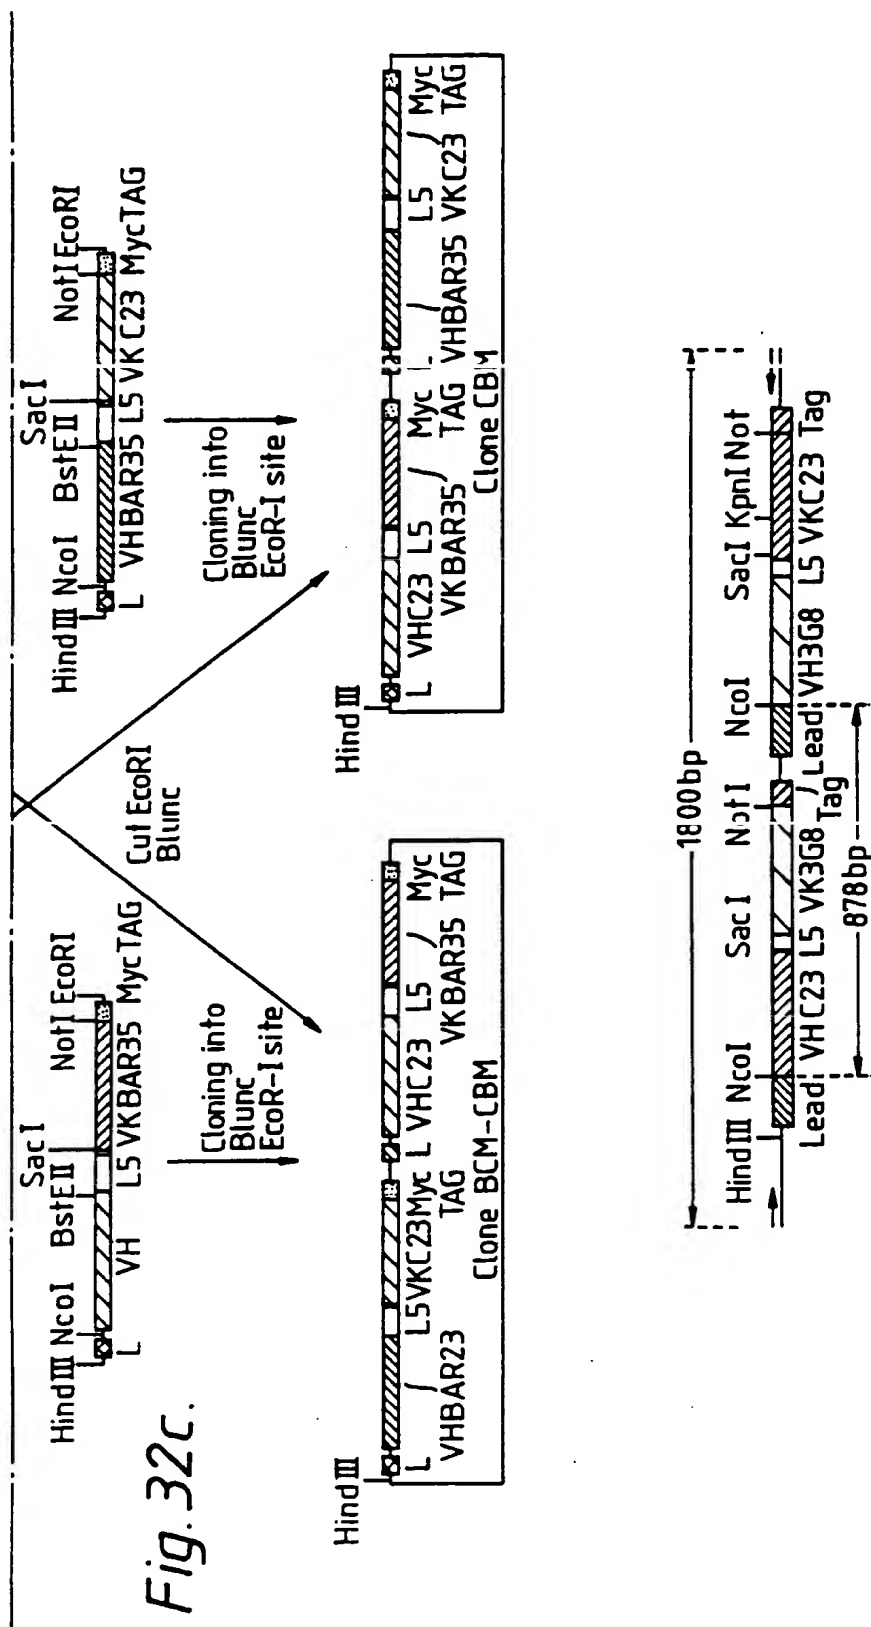 Fig. 32c.
HindIII NcoI BstEII SacI NotI EcoRI
L VH L5 VKBAR35 MycTAG
HindIII NcoI BstEII SacI NotI EcoRI
L VHBAR35 L5 VKC23 MycTAG
Cloning into
Blunc
EcoR-I site
Cut EcoRI
Blunc
Cloning into
Blunc
EcoR-I site
HindIII
L VHBAR23 L5 VKC23 Myc TAG L VHC23 L5 VKBAR35 Myc TAG
Clone BCM-CBM
HindIII
L VHC23 L5 VKBAR35 Myc TAG L VHBAR35 L5 VKC23 Myc TAG
Clone CBM
1800bp
HindIII NcoI SacI NotI NcoI SacI KpnI Not
Lead VHC23 L5 VK3G8 Tag Lead VH3G8 L5 VKC23 Tag
878bp